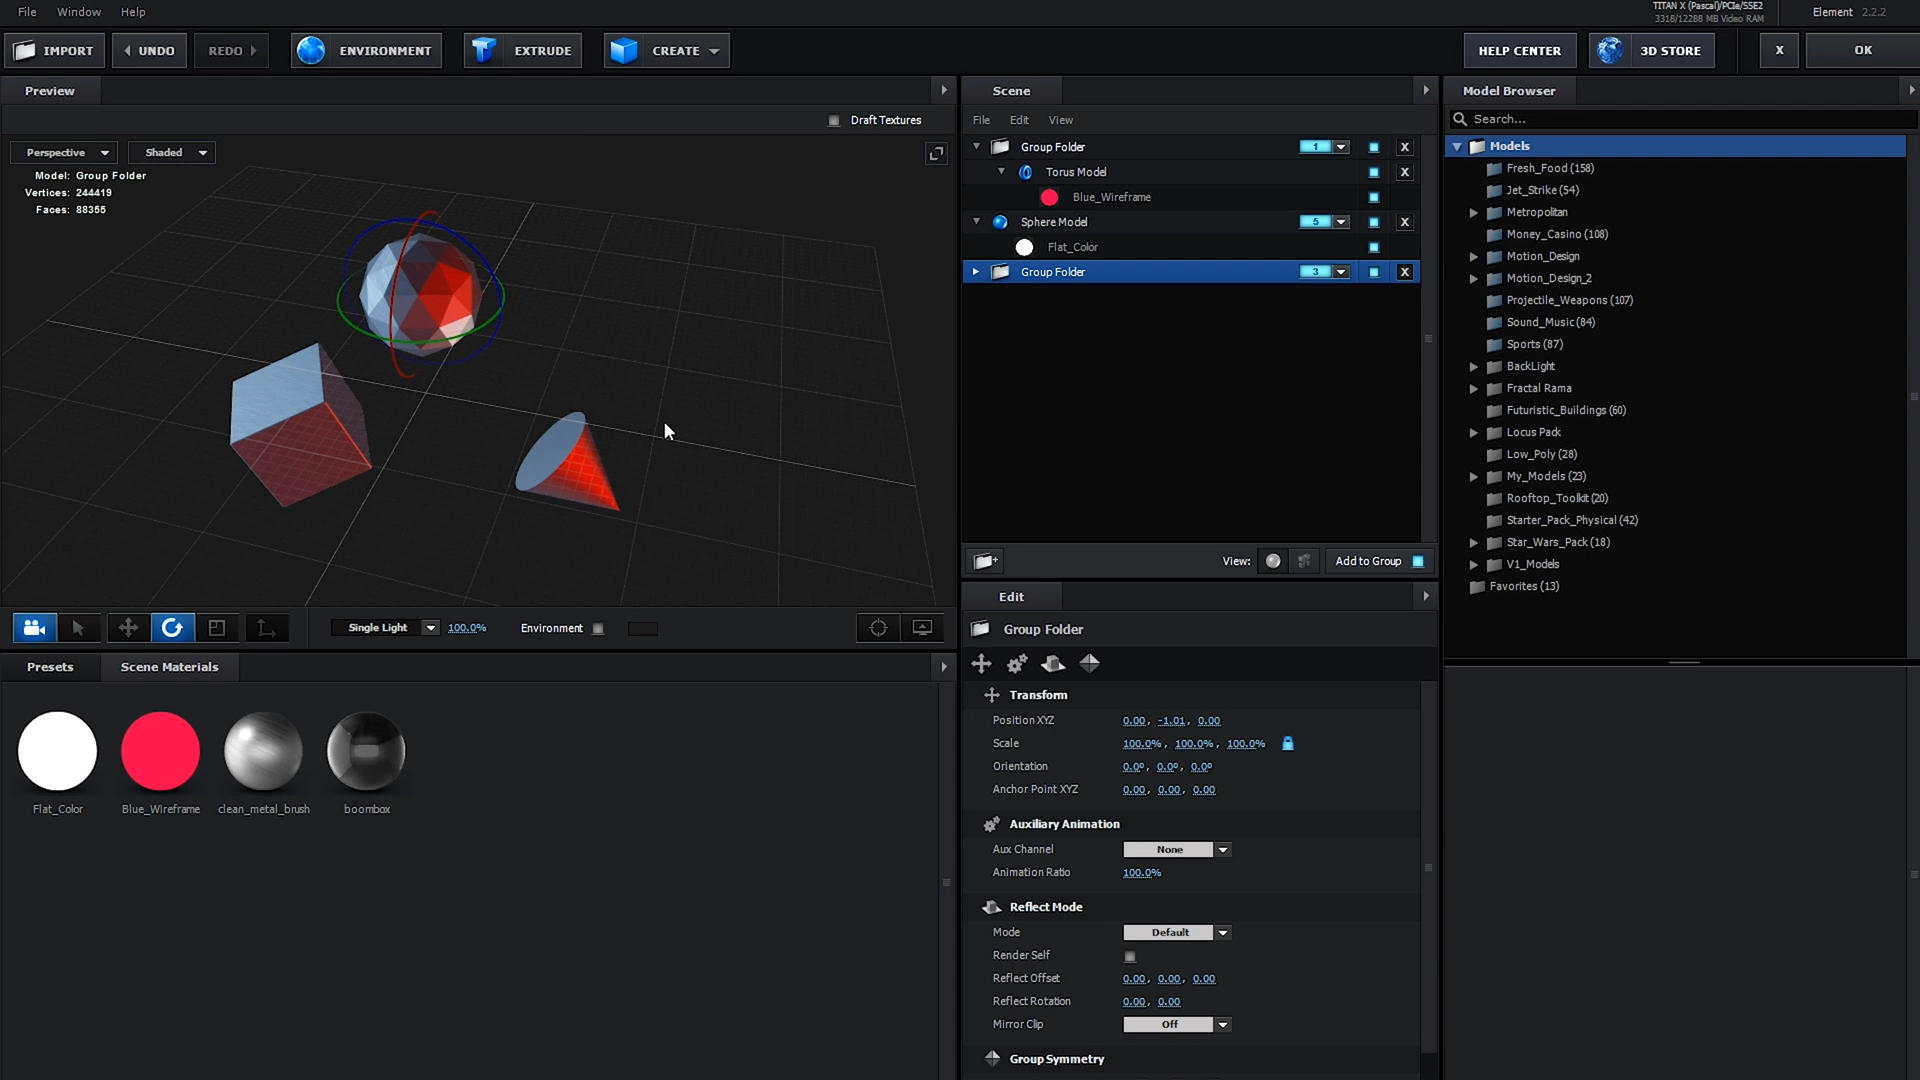 File Window Help
TITAN X (Pascal)/PCIe/SSE2
3318/12288 MB Video RAM
Element 2.2.2
IMPORT UNDO REDO ENVIRONMENT EXTRUDE CREATE HELP CENTER 3D STORE X OK
Preview
Draft Textures
Perspective Shaded
Model: Group Folder
Vertices: 244419
Faces: 88355
Single Light 100.0% Environment
Presets Scene Materials
Flat_Color Blue_Wireframe clean_metal_brush boombox
Scene
File Edit View
Group Folder 1 X
Torus Model X
Blue_Wireframe
Sphere Model 5 X
Flat_Color
Group Folder 3 X
View: Add to Group
Edit
Group Folder
Transform
Position XYZ 0.00, -1.01, 0.00
Scale 100.0%, 100.0%, 100.0%
Orientation 0.0º, 0.0º, 0.0º
Anchor Point XYZ 0.00, 0.00, 0.00
Auxiliary Animation
Aux Channel None
Animation Ratio 100.0%
Reflect Mode
Mode Default
Render Self
Reflect Offset 0.00, 0.00, 0.00
Reflect Rotation 0.00, 0.00
Mirror Clip Off
Group Symmetry
Model Browser
Search...
Models
Fresh_Food (158)
Jet_Strike (54)
Metropolitan
Money_Casino (108)
Motion_Design
Motion_Design_2
Projectile_Weapons (107)
Sound_Music (84)
Sports (87)
BackLight
Fractal Rama
Futuristic_Buildings (60)
Locus Pack
Low_Poly (28)
My_Models (23)
Rooftop_Toolkit (20)
Starter_Pack_Physical (42)
Star_Wars_Pack (18)
V1_Models
Favorites (13)